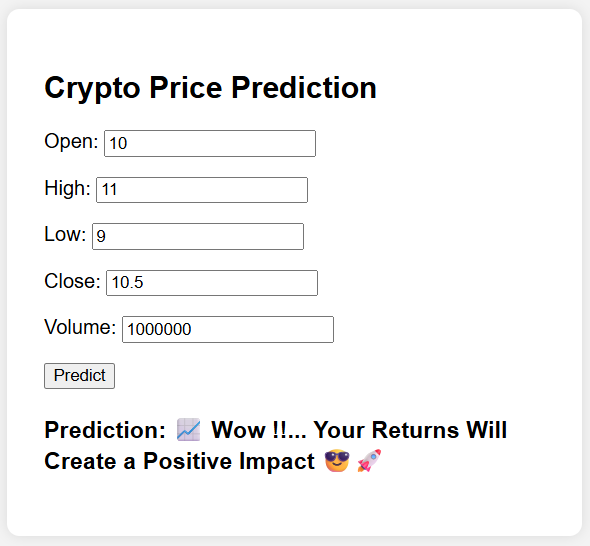 Crypto Price Prediction
Open: 10
High: 11
Low: 9
Close: 10.5
Volume: 1000000
Predict
Prediction: 📈 Wow !!... Your Returns Will
Create a Positive Impact 😎 🚀